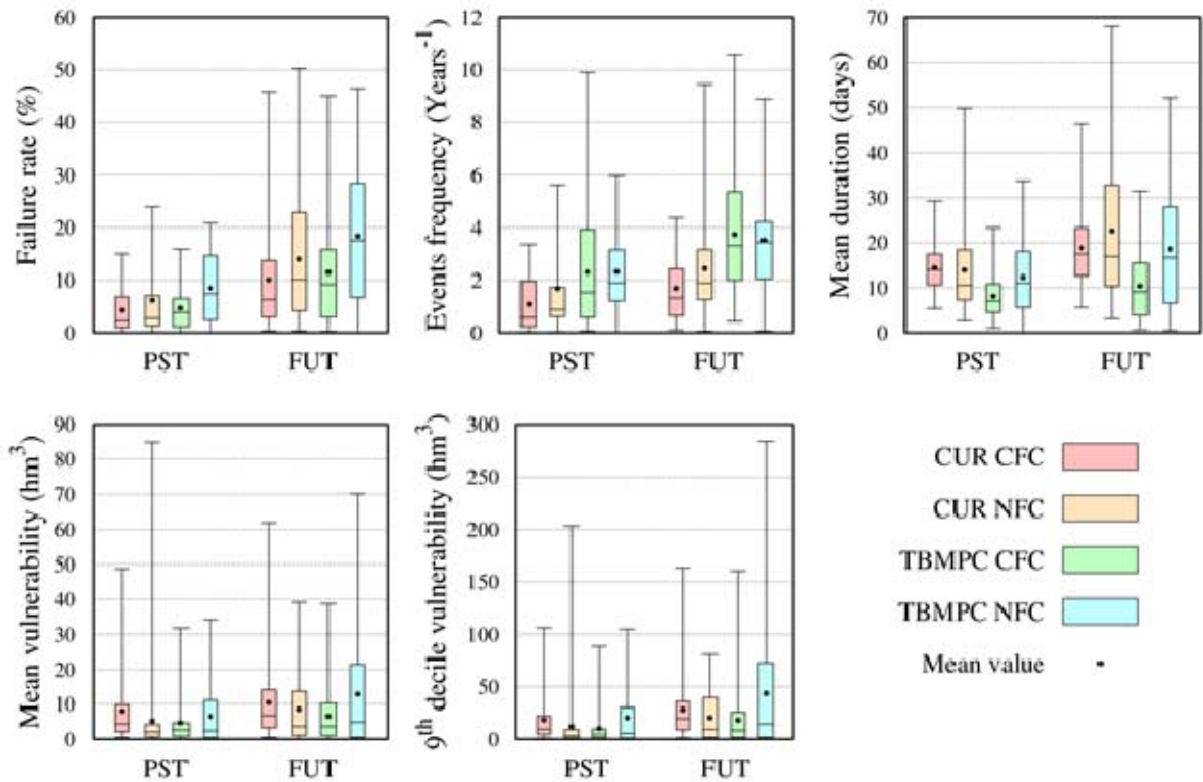 Failure rate (%)
60
50
40
30
20
10
0
PST FUT
Events frequency (Years-1)
12
10
8
6
4
2
0
PST FUT
Mean duration (days)
70
60
50
40
30
20
10
0
PST FUT
Mean vulnerability (hm3)
90
80
70
60
50
40
30
20
10
0
PST FUT
9th decile vulnerability (hm3)
300
250
200
150
100
50
0
PST FUT
CUR CFC
CUR NFC
TBMPC CFC
TBMPC NFC
Mean value